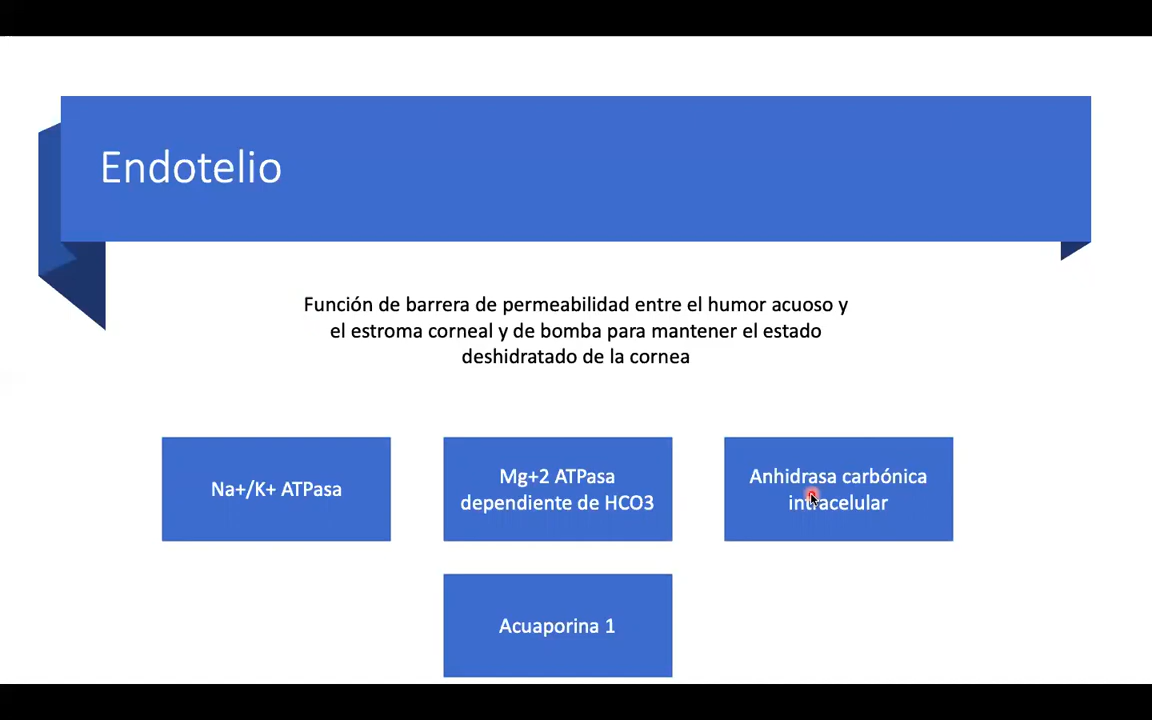 Endotelio
Función de barrera de permeabilidad entre el humor acuoso y
el estroma corneal y de bomba para mantener el estado
deshidratado de la cornea
Na+/K+ ATPasa
Mg+2 ATPasa
dependiente de HCO3
Anhidrasa carbónica
intracelular
Acuaporina 1